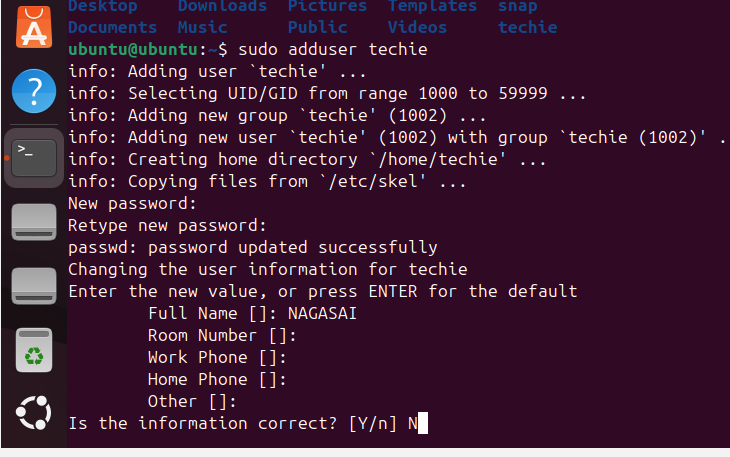 Desktop Downloads Pictures Templates snap
Documents Music Public Videos techie
ubuntu@ubuntu:~$ sudo adduser techie
info: Adding user `techie' ...
info: Selecting UID/GID from range 1000 to 59999 ...
info: Adding new group `techie' (1002) ...
info: Adding new user `techie' (1002) with group `techie (1002)' .
info: Creating home directory `/home/techie' ...
info: Copying files from `/etc/skel' ...
New password:
Retype new password:
passwd: password updated successfully
Changing the user information for techie
Enter the new value, or press ENTER for the default
Full Name []: NAGASAI
Room Number []:
Work Phone []:
Home Phone []:
Other []:
Is the information correct? [Y/n] N